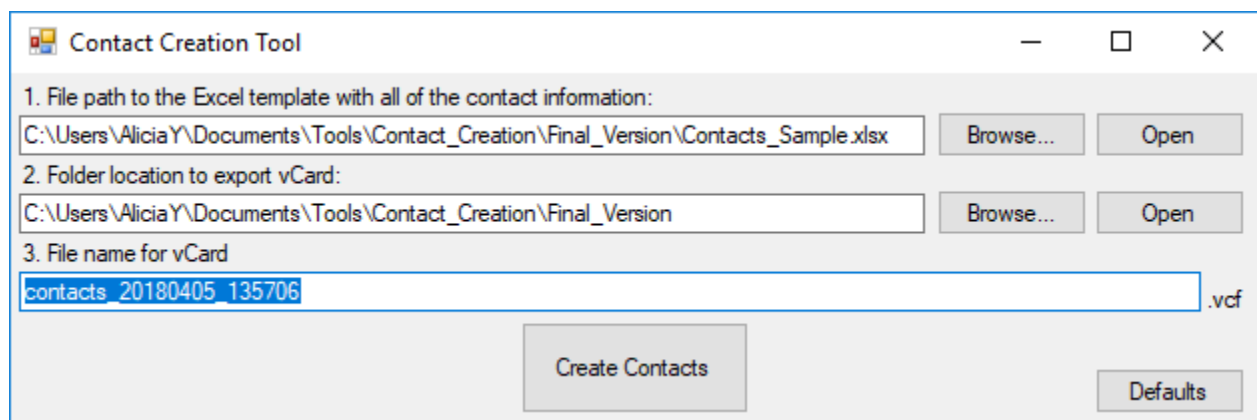 Contact Creation Tool
1. File path to the Excel template with all of the contact information:
C:\Users\AliciaY\Documents\Tools\Contact_Creation\Final_Version\Contacts_Sample.xlsx Browse... Open
2. Folder location to export vCard:
C:\Users\AliciaY\Documents\Tools\Contact_Creation\Final_Version Browse... Open
3. File name for vCard
contacts_20180405_135706 .vcf
Create Contacts
Defaults